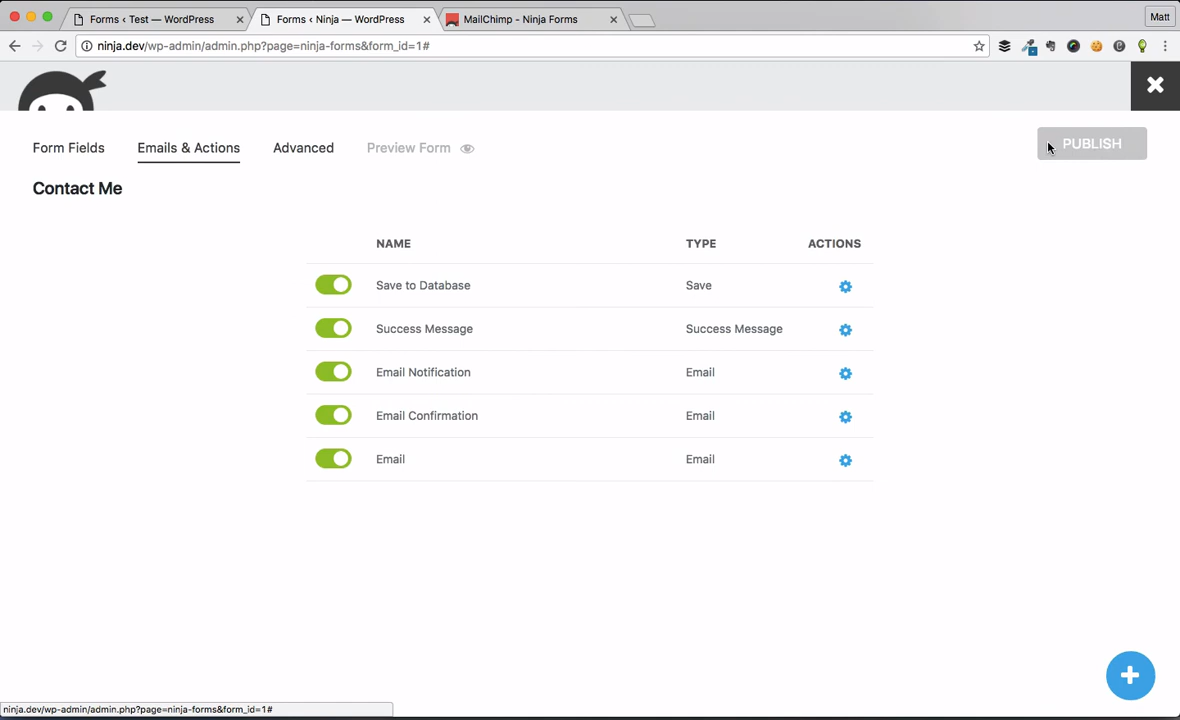 Forms ‹ Test — WordPress
Forms ‹ Ninja — WordPress
MailChimp - Ninja Forms
Matt
ninja.dev/wp-admin/admin.php?page=ninja-forms&form_id=1#
Form Fields
Emails & Actions
Advanced
Preview Form
PUBLISH
Contact Me
NAME TYPE ACTIONS
Save to Database Save
Success Message Success Message
Email Notification Email
Email Confirmation Email
Email Email
ninja.dev/wp-admin/admin.php?page=ninja-forms&form_id=1#